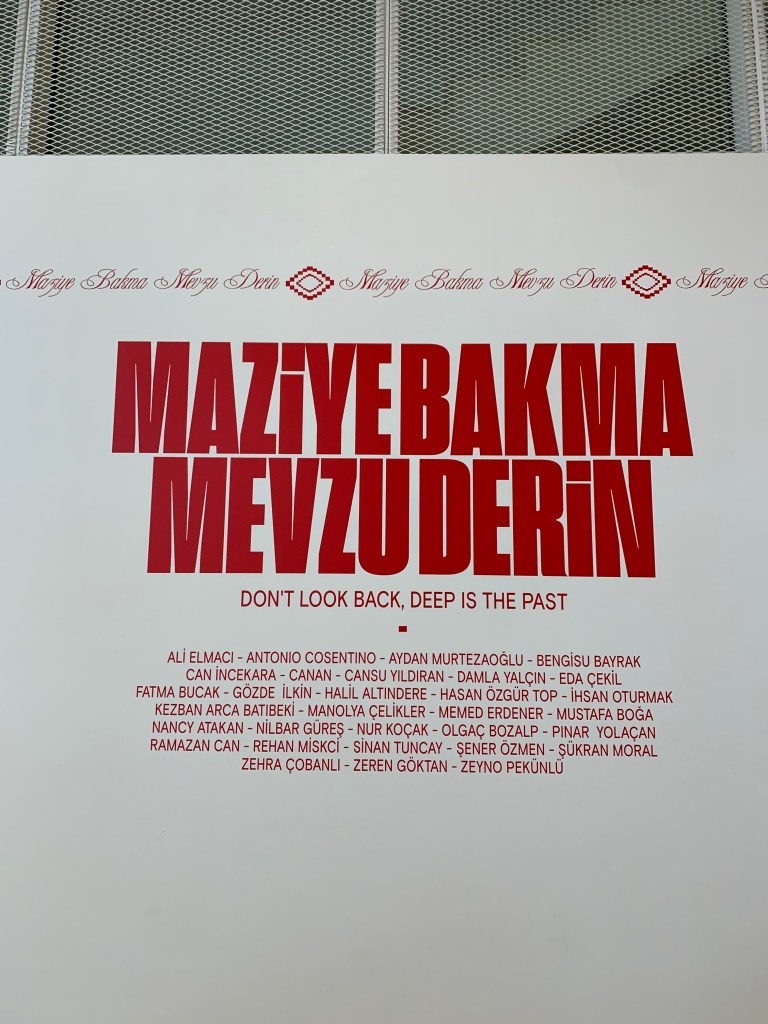 Maziye Bakma Mevzu Derin Maziye Bakma Mevzu Derin Maziye
MAZİYE BAKMA
MEVZU DERİN
DON'T LOOK BACK, DEEP IS THE PAST
ALİ ELMACI - ANTONIO COSENTINO - AYDAN MURTEZAOĞLU - BENGİSU BAYRAK
CAN İNCEKARA - CANAN - CANSU YILDIRAN - DAMLA YALÇIN - EDA ÇEKİL
FATMA BUCAK - GÖZDE İLKİN - HALİL ALTINDERE - HASAN ÖZGÜR TOP - İHSAN OTURMAK
KEZBAN ARCA BATIBEKİ - MANOLYA ÇELİKLER - MEMED ERDENER - MUSTAFA BOĞA
NANCY ATAKAN - NİLBAR GÜREŞ - NUR KOÇAK - OLGAÇ BOZALP - PINAR YOLAÇAN
RAMAZAN CAN - REHAN MISKCI - SİNAN TUNCAY - ŞENER ÖZMEN - ŞÜKRAN MORAL
ZEHRA ÇOBANLI - ZEREN GÖKTAN - ZEYNO PEKÜNLÜ